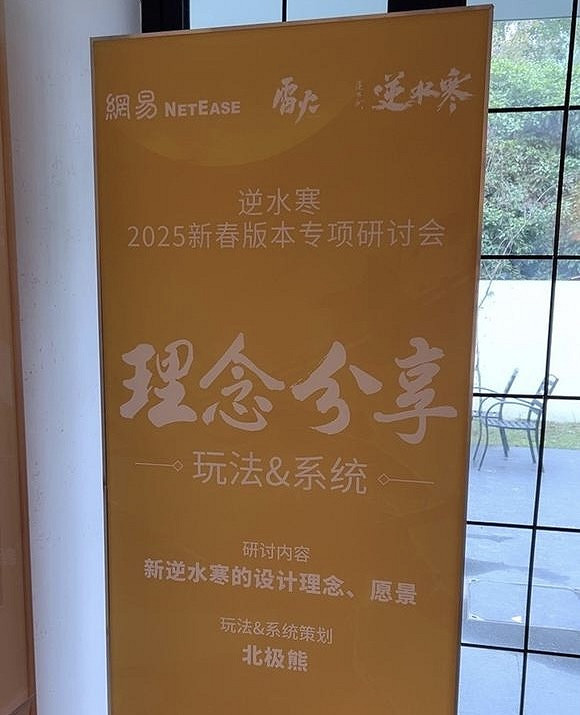 網易 NETEASE 雷火 逆水寒
逆水寒
2025新春版本专项研讨会
理念分享
玩法&系统
研讨内容
新逆水寒的设计理念、愿景
玩法&系统策划
北极熊